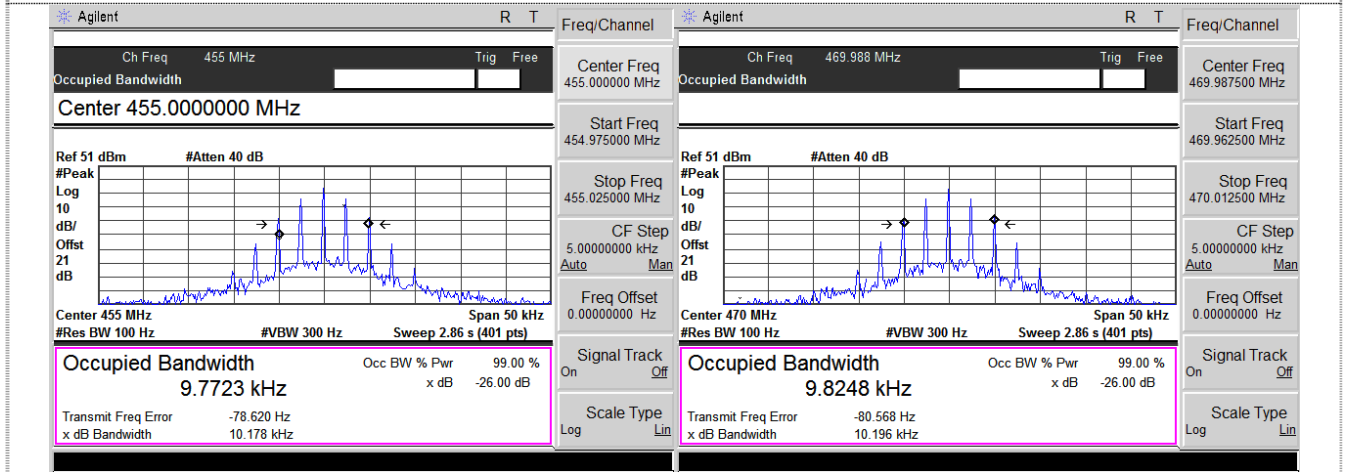 Agilent R T
Freq/Channel
Ch Freq 455 MHz Trig Free
Occupied Bandwidth
Center 455.0000000 MHz
Center Freq
455.000000 MHz
Start Freq
454.975000 MHz
Stop Freq
455.025000 MHz
CF Step
5.00000000 kHz
Auto Man
Freq Offset
0.00000000 Hz
Signal Track
On Off
Scale Type
Log Lin
Ref 51 dBm #Atten 40 dB
#Peak
Log
10
dB/
Offst
21
dB
Center 455 MHz Span 50 kHz
#Res BW 100 Hz #VBW 300 Hz Sweep 2.86 s (401 pts)
Occupied Bandwidth Occ BW % Pwr 99.00 %
9.7723 kHz x dB -26.00 dB
Transmit Freq Error -78.620 Hz
x dB Bandwidth 10.178 kHz
Agilent R T
Freq/Channel
Ch Freq 469.988 MHz Trig Free
Occupied Bandwidth
Center Freq
469.987500 MHz
Start Freq
469.962500 MHz
Stop Freq
470.012500 MHz
CF Step
5.00000000 kHz
Auto Man
Freq Offset
0.00000000 Hz
Signal Track
On Off
Scale Type
Log Lin
Ref 51 dBm #Atten 40 dB
#Peak
Log
10
dB/
Offst
21
dB
Center 470 MHz Span 50 kHz
#Res BW 100 Hz #VBW 300 Hz Sweep 2.86 s (401 pts)
Occupied Bandwidth Occ BW % Pwr 99.00 %
9.8248 kHz x dB -26.00 dB
Transmit Freq Error -80.568 Hz
x dB Bandwidth 10.196 kHz